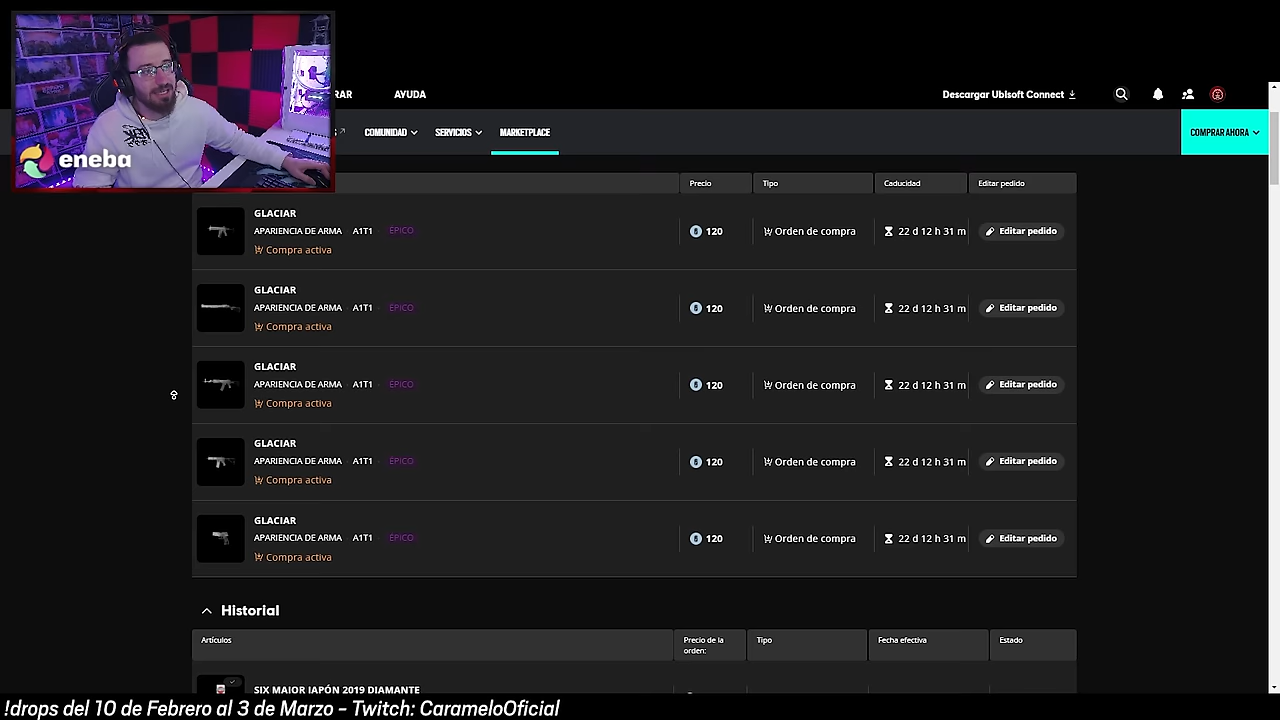 RAR
AYUDA
Descargar Ubisoft Connect
COMUNIDAD
SERVICIOS
MARKETPLACE
COMPRAR AHORA
eneba
Precio
Tipo
Caducidad
Editar pedido
GLACIAR
APARIENCIA DE ARMA A1T1 ÉPICO
Compra activa
120
Orden de compra
22 d 12 h 31 m
Editar pedido
GLACIAR
APARIENCIA DE ARMA A1T1 ÉPICO
Compra activa
120
Orden de compra
22 d 12 h 31 m
Editar pedido
GLACIAR
APARIENCIA DE ARMA A1T1 ÉPICO
Compra activa
120
Orden de compra
22 d 12 h 31 m
Editar pedido
GLACIAR
APARIENCIA DE ARMA A1T1 ÉPICO
Compra activa
120
Orden de compra
22 d 12 h 31 m
Editar pedido
GLACIAR
APARIENCIA DE ARMA A1T1 ÉPICO
Compra activa
120
Orden de compra
22 d 12 h 31 m
Editar pedido
Historial
Artículos
Precio de la
orden:
Tipo
Fecha efectiva
Estado
SIX MAJOR JAPÓN 2019 DIAMANTE
!drops del 10 de Febrero al 3 de Marzo - Twitch: CarameloOficial